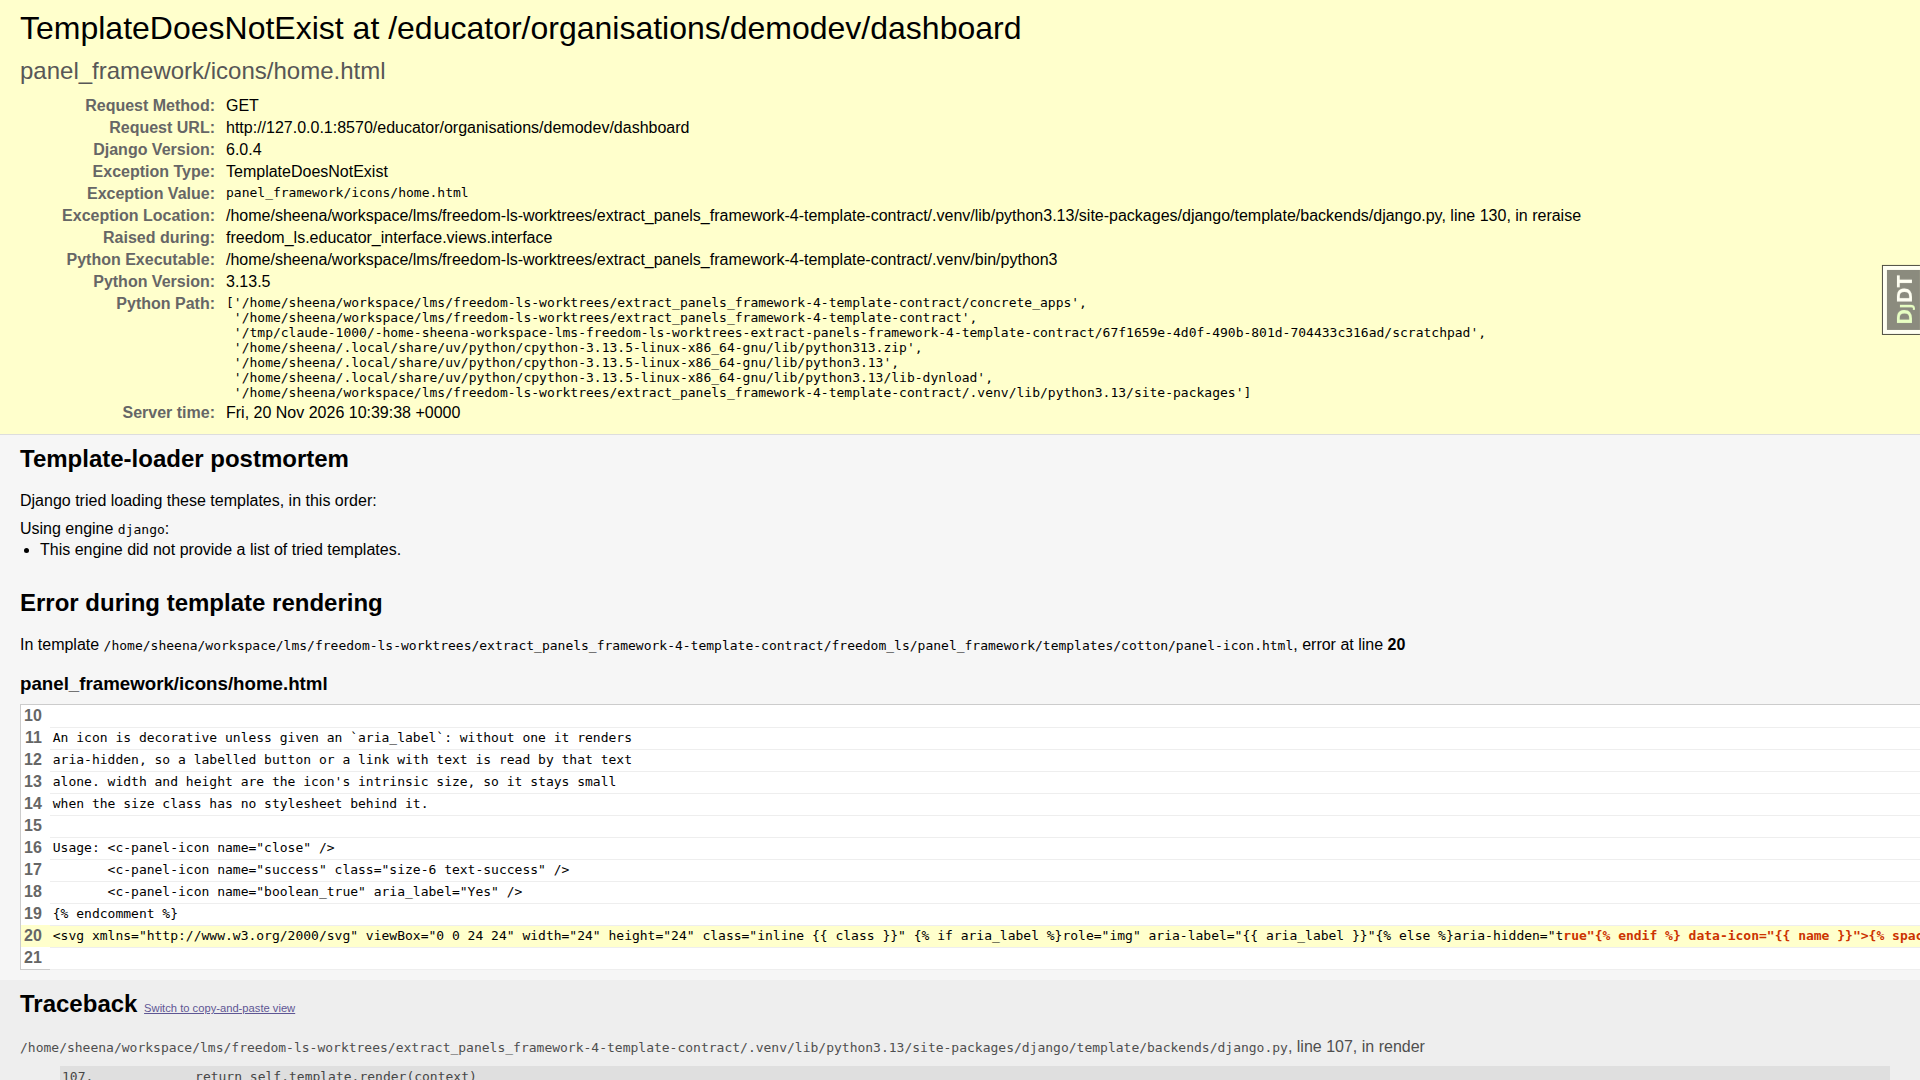 TemplateDoesNotExist at /educator/organisations/demodev/dashboard
panel_framework/icons/home.html
Request Method: GET
Request URL: http://127.0.0.1:8570/educator/organisations/demodev/dashboard
Django Version: 6.0.4
Exception Type: TemplateDoesNotExist
Exception Value: panel_framework/icons/home.html
Exception Location: /home/sheena/workspace/lms/freedom-ls-worktrees/extract_panels_framework-4-template-contract/.venv/lib/python3.13/site-packages/django/template/backends/django.py, line 130, in reraise
Raised during: freedom_ls.educator_interface.views.interface
Python Executable: /home/sheena/workspace/lms/freedom-ls-worktrees/extract_panels_framework-4-template-contract/.venv/bin/python3
Python Version: 3.13.5
Python Path: ['/home/sheena/workspace/lms/freedom-ls-worktrees/extract_panels_framework-4-template-contract/concrete_apps',
'/home/sheena/workspace/lms/freedom-ls-worktrees/extract_panels_framework-4-template-contract',
'/tmp/claude-1000/-home-sheena-workspace-lms-freedom-ls-worktrees-extract-panels-framework-4-template-contract/67f1659e-4d0f-490b-801d-704433c316ad/scratchpad',
'/home/sheena/.local/share/uv/python/cpython-3.13.5-linux-x86_64-gnu/lib/python313.zip',
'/home/sheena/.local/share/uv/python/cpython-3.13.5-linux-x86_64-gnu/lib/python3.13',
'/home/sheena/.local/share/uv/python/cpython-3.13.5-linux-x86_64-gnu/lib/python3.13/lib-dynload',
'/home/sheena/workspace/lms/freedom-ls-worktrees/extract_panels_framework-4-template-contract/.venv/lib/python3.13/site-packages']
Server time: Fri, 20 Nov 2026 10:39:38 +0000
DjDT
Template-loader postmortem
Django tried loading these templates, in this order:
Using engine django:
• This engine did not provide a list of tried templates.
Error during template rendering
In template /home/sheena/workspace/lms/freedom-ls-worktrees/extract_panels_framework-4-template-contract/freedom_ls/panel_framework/templates/cotton/panel-icon.html, error at line 20
panel_framework/icons/home.html
10
11 An icon is decorative unless given an `aria_label`: without one it renders
12 aria-hidden, so a labelled button or a link with text is read by that text
13 alone. width and height are the icon's intrinsic size, so it stays small
14 when the size class has no stylesheet behind it.
15
16 Usage: <c-panel-icon name="close" />
17 <c-panel-icon name="success" class="size-6 text-success" />
18 <c-panel-icon name="boolean_true" aria_label="Yes" />
19 {% endcomment %}
20 <svg xmlns="http://www.w3.org/2000/svg" viewBox="0 0 24 24" width="24" height="24" class="inline {{ class }}" {% if aria_label %}role="img" aria-label="{{ aria_label }}"{% else %}aria-hidden="true"{% endif %} data-icon="{{ name }}">{% spac
21
Traceback Switch to copy-and-paste view
/home/sheena/workspace/lms/freedom-ls-worktrees/extract_panels_framework-4-template-contract/.venv/lib/python3.13/site-packages/django/template/backends/django.py, line 107, in render
107. return self.template.render(context)